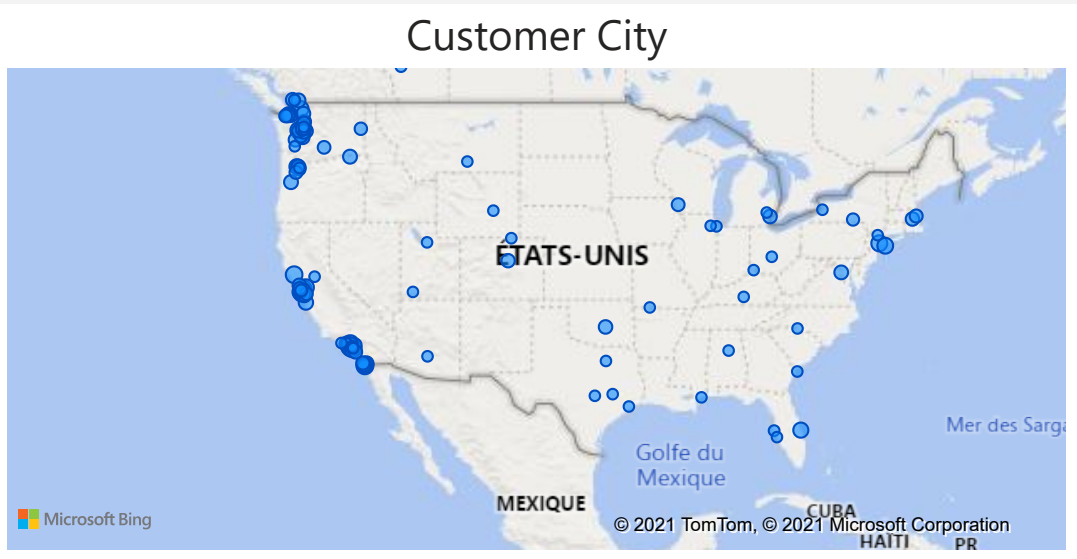 Customer City
ÉTATS-UNIS
Mer des Sarga
Golfe du
Mexique
MEXIQUE
CUBA
Microsoft Bing
© 2021 TomTom, © 2021 Microsoft Corporation
HAÏTI
PR